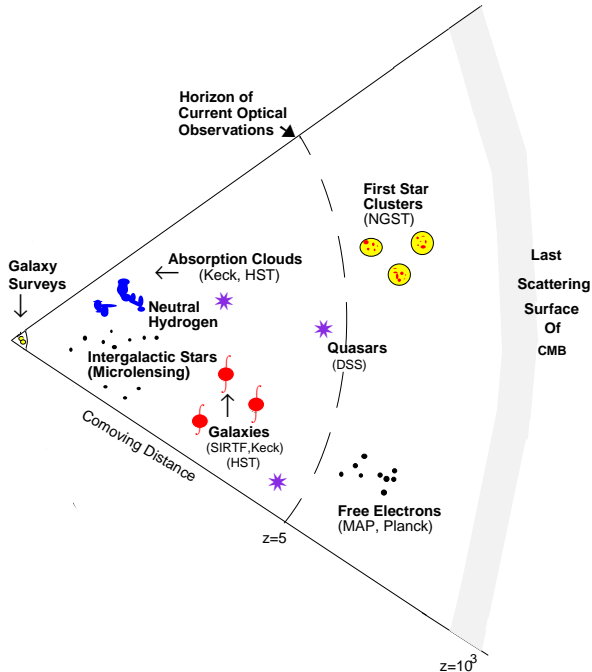 Horizon of
Current Optical
Observations
First Star
Clusters
(NGST)
Absorption Clouds
(Keck, HST)
Galaxy
Surveys
Neutral
Hydrogen
Last
Scattering
Surface
Of
CMB
Intergalactic Stars
(Microlensing)
Quasars
(DSS)
Comoving Distance
Galaxies
(SIRTF,Keck)
(HST)
Free Electrons
(MAP, Planck)
z=5
z=10³